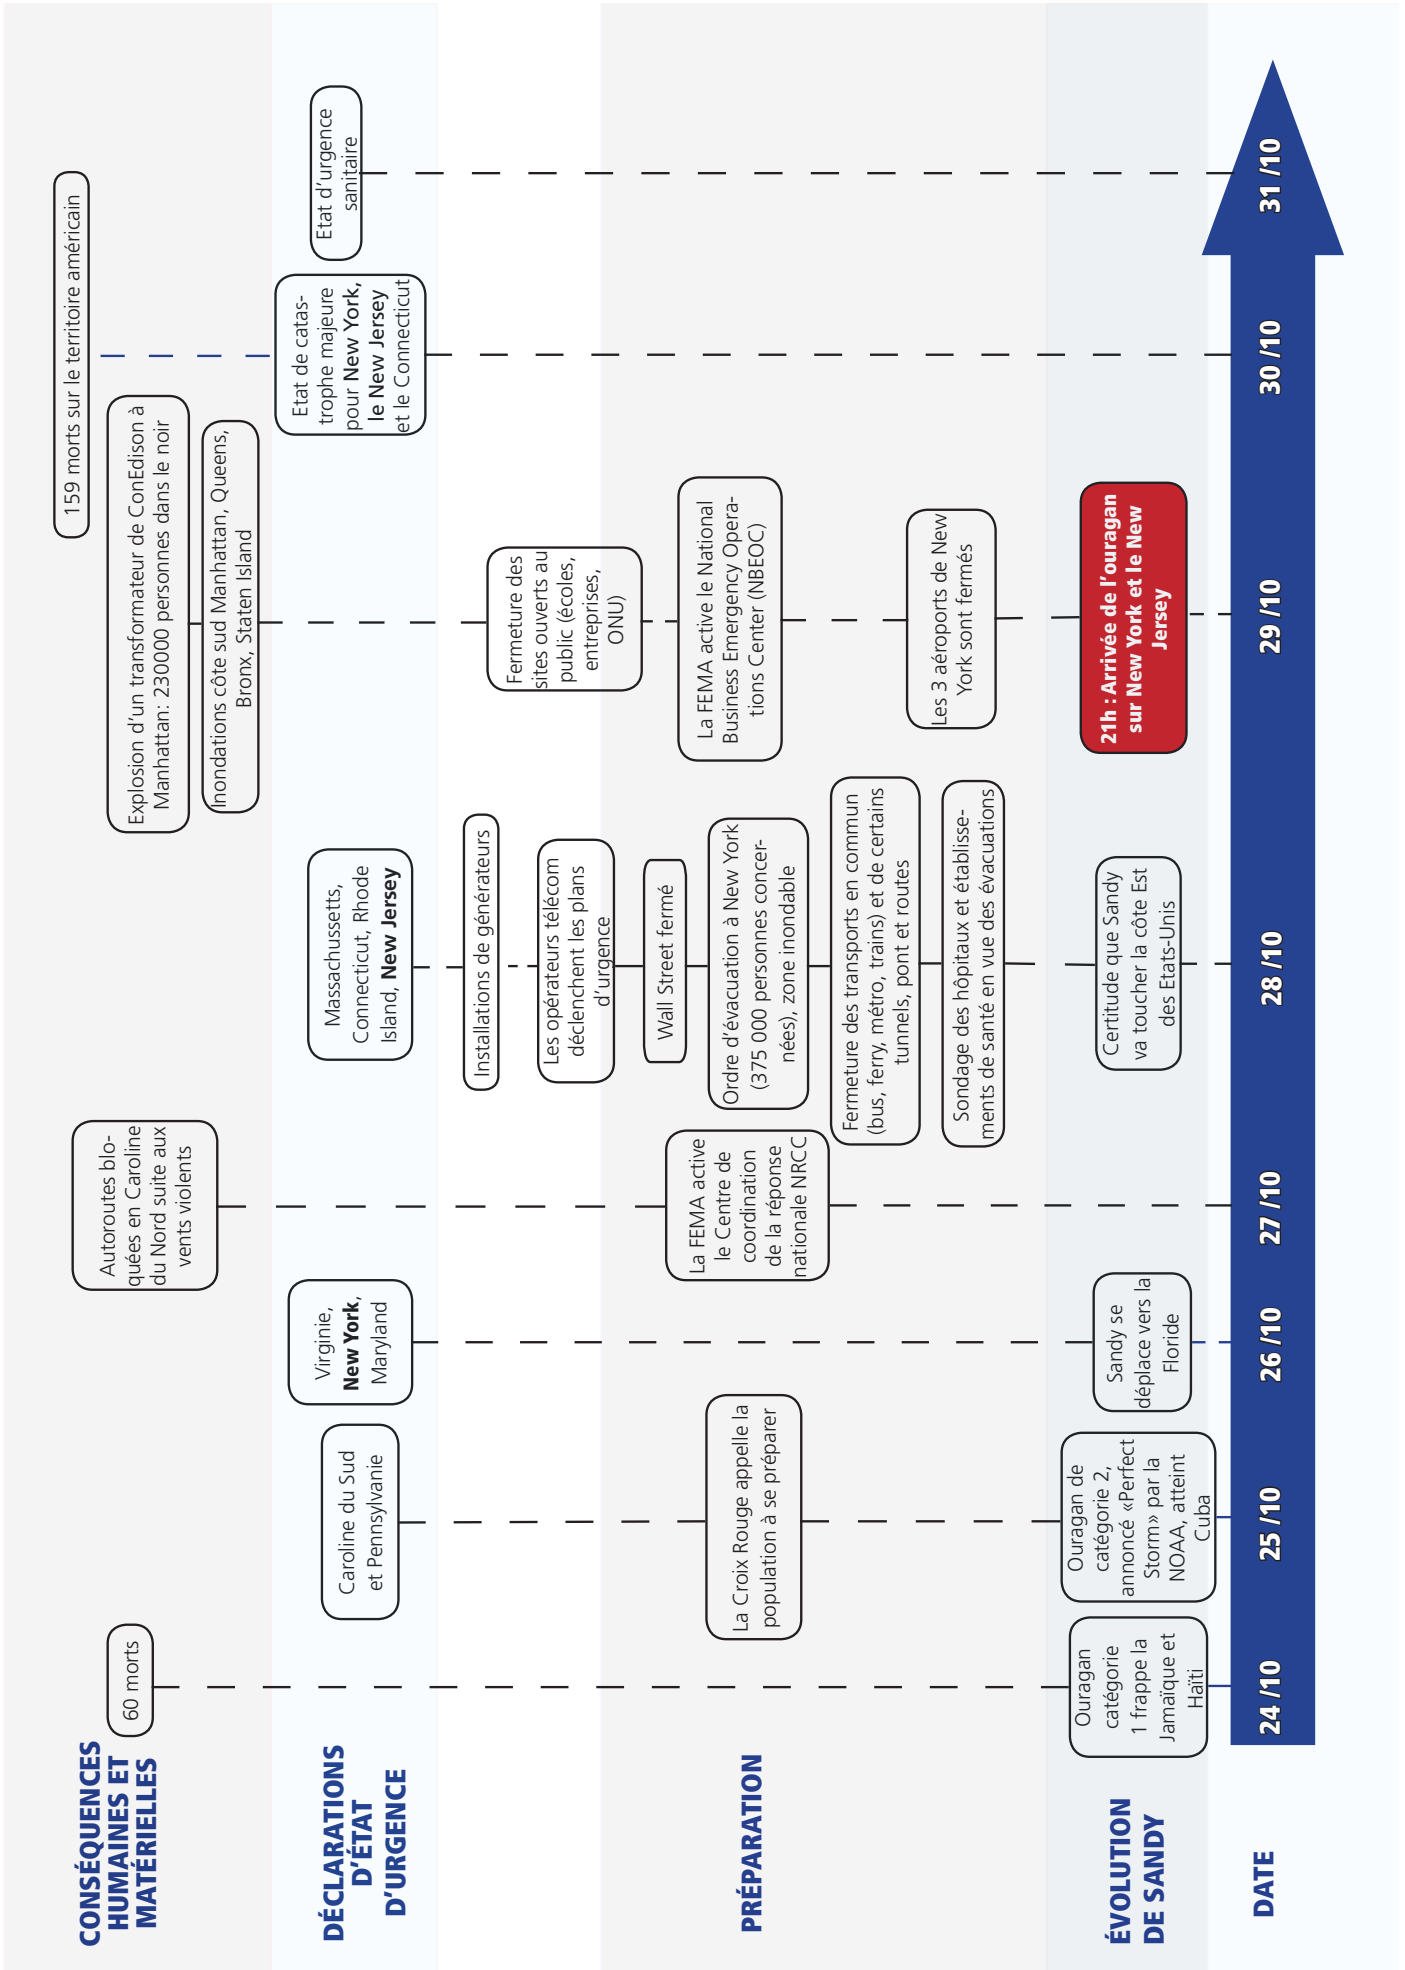 CONSÉQUENCES
HUMAINES ET
MATÉRIELLES
60 morts
Autoroutes blo-
quées en Caroline
du Nord suite aux
vents violents
Explosion d'un transformateur de ConEdison à
Manhattan: 230000 personnes dans le noir
Inondations côte sud Manhattan, Queens,
Bronx, Staten Island
159 morts sur le territoire américain
DÉCLARATIONS
D'ÉTAT
D'URGENCE
Caroline du Sud
et Pennsylvanie
Virginie,
New York,
Maryland
Massachussetts,
Connecticut, Rhode
Island, New Jersey
Etat de catas-
trophe majeure
pour New York,
le New Jersey
et le Connecticut
Etat d'urgence
sanitaire
PRÉPARATION
La Croix Rouge appelle la
population à se préparer
La FEMA active
le Centre de
coordination
de la réponse
nationale NRCC
Installations de générateurs
Les opérateurs télécom
déclenchent les plans
d'urgence
Wall Street fermé
Ordre d'évacuation à New York
(375 000 personnes concer-
nées), zone inondable
Fermeture des transports en commun
(bus, ferry, métro, trains) et de certains
tunnels, pont et routes
Sondage des hôpitaux et établisse-
ments de santé en vue des évacuations
Fermeture des
sites ouverts au
public (écoles,
entreprises,
ONU)
La FEMA active le National
Business Emergency Opera-
tions Center (NBEOC)
Les 3 aéroports de New
York sont fermés
ÉVOLUTION
DE SANDY
Ouragan
catégorie
1 frappe la
Jamaïque et
Haïti
Ouragan de
catégorie 2,
annoncé «Perfect
Storm» par la
NOAA, atteint
Cuba
Sandy se
déplace vers la
Floride
Certitude que Sandy
va toucher la côte Est
des Etats-Unis
21h : Arrivée de l'ouragan
sur New York et le New
Jersey
DATE
24 /10
25 /10
26 /10
27 /10
28 /10
29 /10
30 /10
31 /10